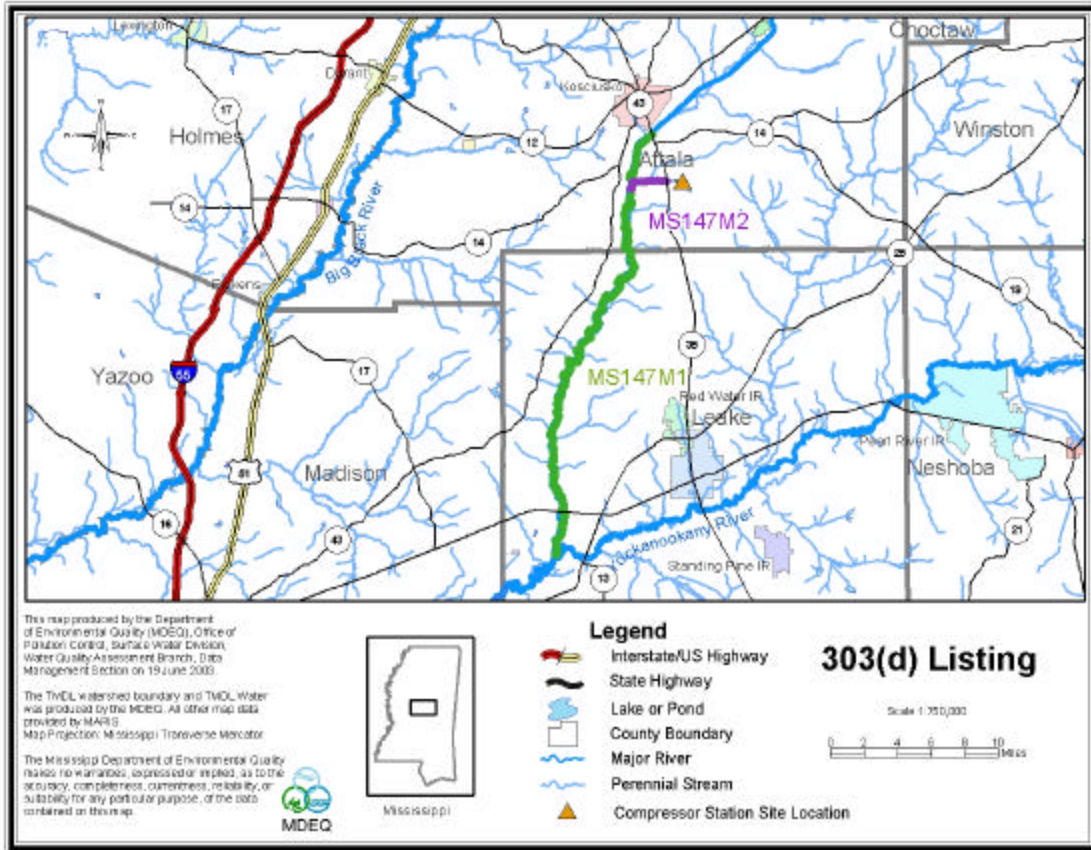 Lexington
Choctaw
Durant
Kosciusko
43
17
Holmes
12
14
Winston
Attala
14
MS147M2
14
Big Black River
25
Pickens
19
Yazoo
55
17
35
MS147M1
Red Water IR
Leake
Pearl River IR
Neshoba
51
Madison
16
43
21
Yockanookany River
Standing Pine IR
13
This map produced by the Department
of Environmental Quality (MDEQ), Office of
Pollution Control, Surface Water Division,
Water Quality Assessment Branch, Data
Management Section on 19 June 2003.
The TMDL watershed boundary and TMDL Water
was produced by the MDEQ. All other map data
provided by MARIS
Map Projection: Mississippi Transverse Mercator
The Mississippi Department of Environmental Quality
makes no warranties, expressed or implied, as to the
accuracy, completeness, currentness, reliability, or
suitability for any particular purpose, of the data
contained on this map.
MDEQ
Mississippi
Legend
Interstate/US Highway
State Highway
Lake or Pond
County Boundary
Major River
Perennial Stream
Compressor Station Site Location
303(d) Listing
Scale 1:750,000
0 2 4 6 8 10
Miles